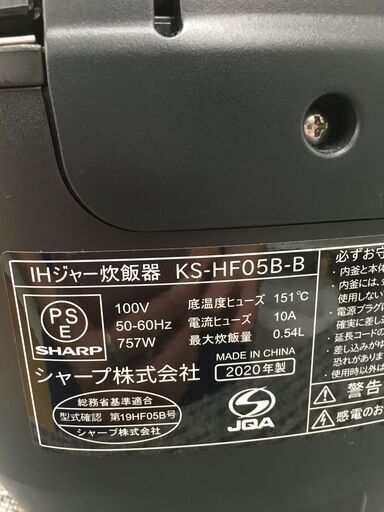 IHジャー炊飯器 KS-HF05B-B
PS
E
SHARP
100V
50-60Hz
757W
底温度ヒューズ 151℃
電流ヒューズ 10A
最大炊飯量 0.54L
MADE IN CHINA
シャープ株式会社
2020年製
総務省基準適合
型式確認 第19HF05B号
シャープ株式会社
JQA
必ずお守
・内釜と本体
使用しない
・電源プラグ
確実に差し
・延長コードの
差し込みがゆ
恐れがあります
・使用時以外は
警告
感電のお